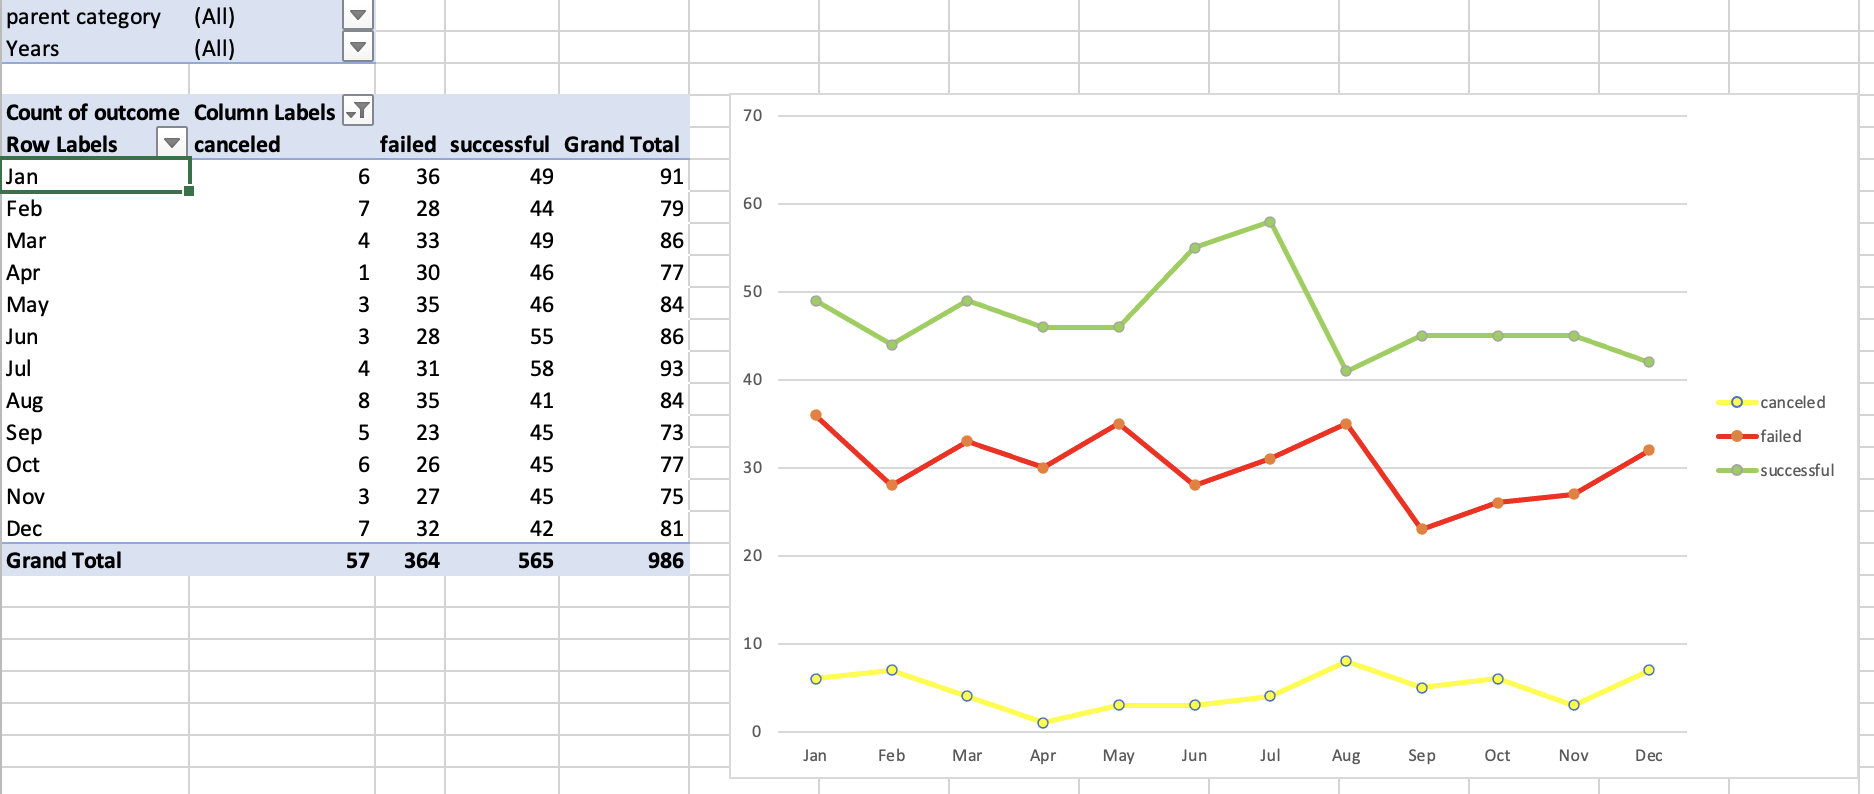 parent category (All)
Years (All)
Count of outcome Column Labels
Row Labels canceled failed successful Grand Total
Jan 6 36 49 91
Feb 7 28 44 79
Mar 4 33 49 86
Apr 1 30 46 77
May 3 35 46 84
Jun 3 28 55 86
Jul 4 31 58 93
Aug 8 35 41 84
Sep 5 23 45 73
Oct 6 26 45 77
Nov 3 27 45 75
Dec 7 32 42 81
Grand Total 57 364 565 986
70
60
50
40
30
20
10
0
Jan Feb Mar Apr May Jun Jul Aug Sep Oct Nov Dec
canceled
failed
successful